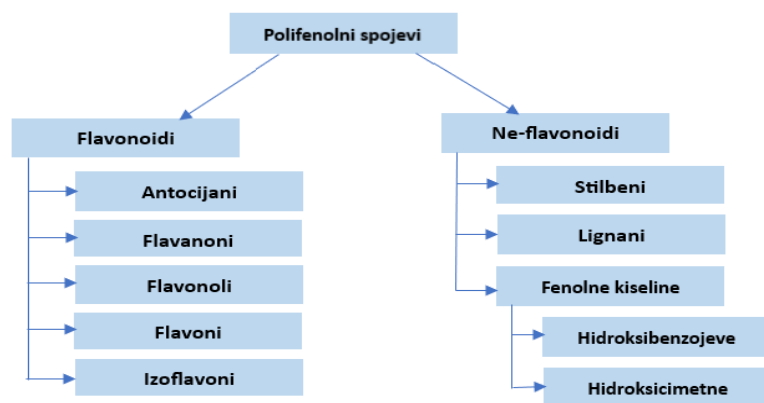 Polifenolni spojevi
Flavonoidi
Antocijani
Flavanoni
Flavonoli
Flavoni
Izoflavoni
Ne-flavonoidi
Stilbeni
Lignani
Fenolne kiseline
Hidroksibenzojeve
Hidroksicimetne